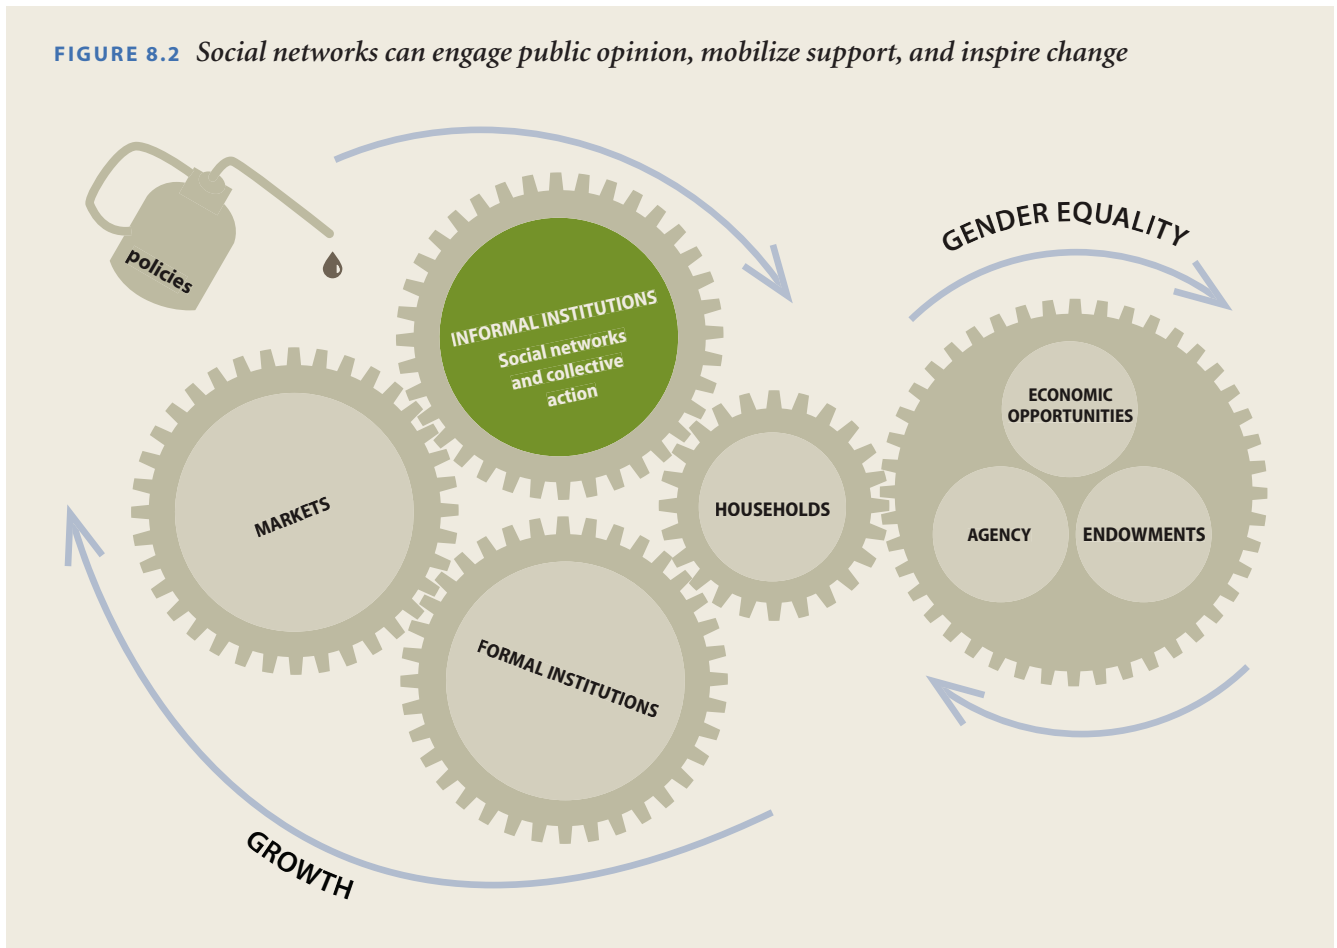 FIGURE 8.2 Social networks can engage public opinion, mobilize support, and inspire change
policies
INFORMAL INSTITUTIONS
Social networks
and collective
action
MARKETS
FORMAL INSTITUTIONS
HOUSEHOLDS
GENDER EQUALITY
ECONOMIC
OPPORTUNITIES
AGENCY
ENDOWMENTS
GROWTH